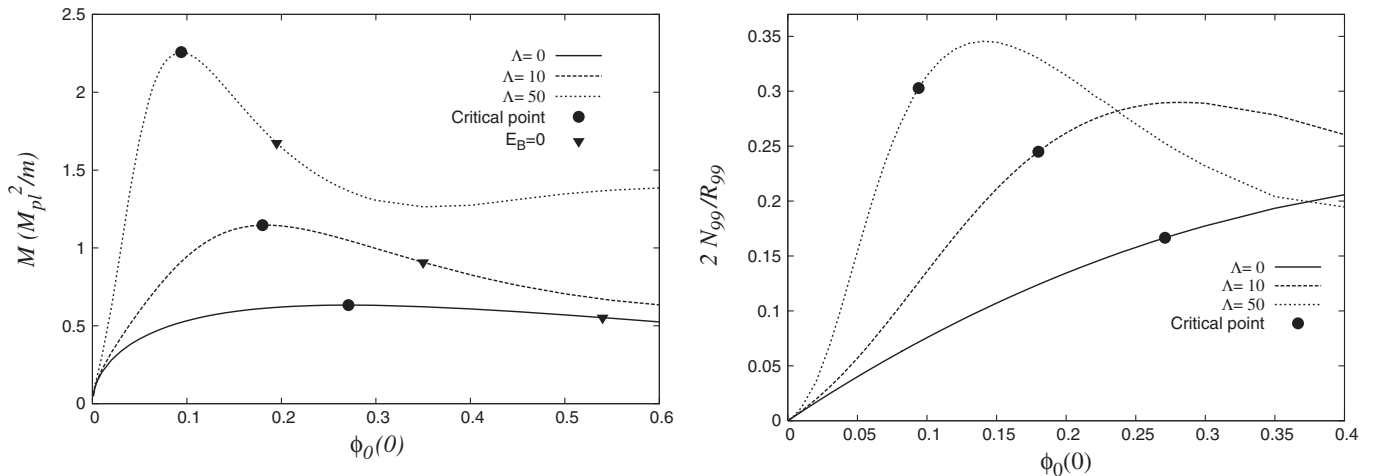 2.5
2
1.5
1
0.5
0
M (M_pl^2/m)
0 0.1 0.2 0.3 0.4 0.5 0.6
ϕ_0(0)
Λ= 0
Λ= 10
Λ= 50
Critical point
E_B=0
0.35
0.3
0.25
0.2
0.15
0.1
0.05
0
2 N_99/R_99
0 0.05 0.1 0.15 0.2 0.25 0.3 0.35 0.4
ϕ_0(0)
Λ= 0
Λ= 10
Λ= 50
Critical point